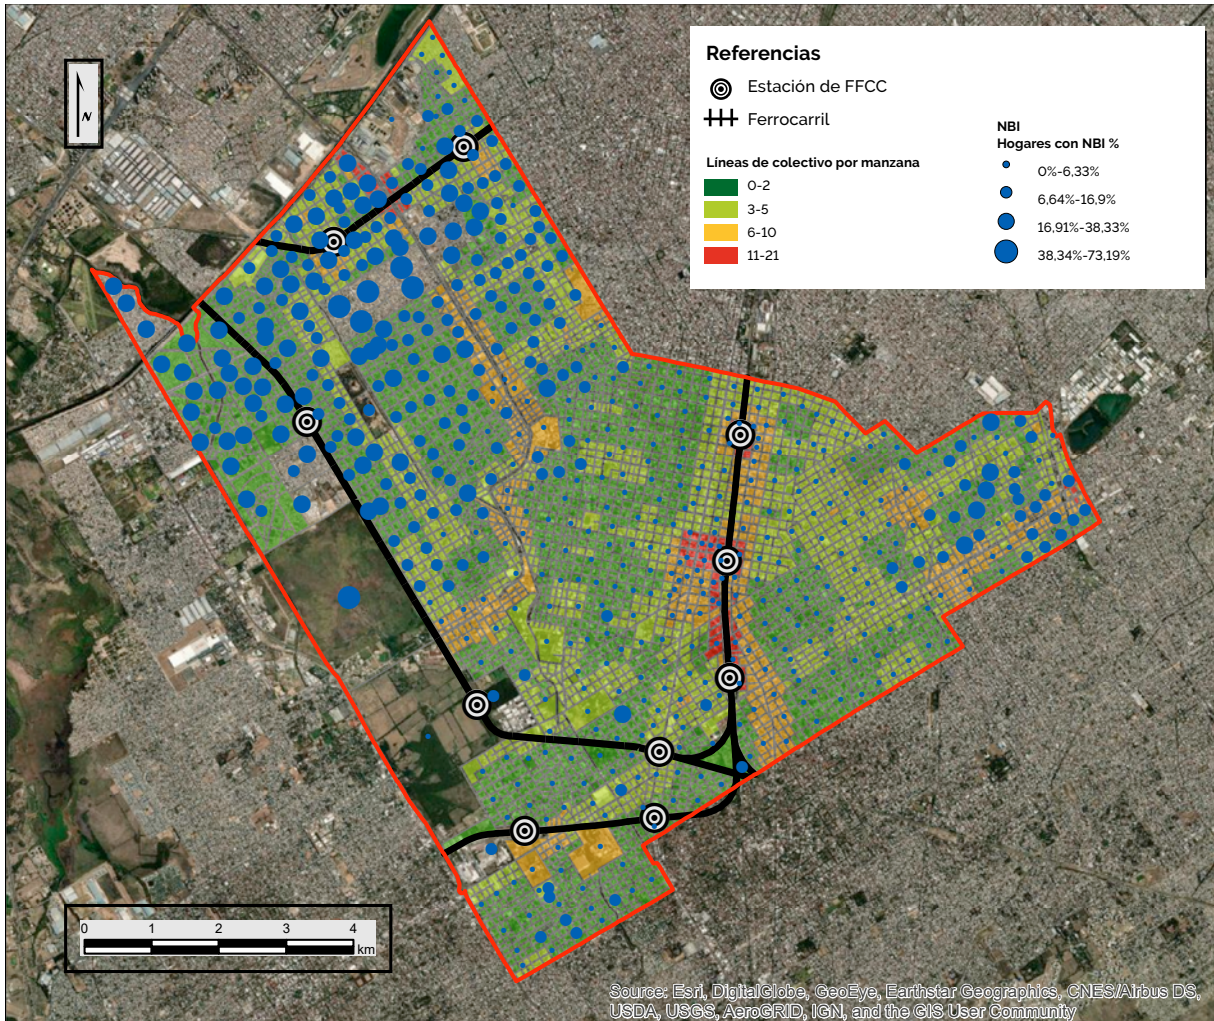 N
Referencias
Estación de FFCC
Ferrocarril
Líneas de colectivo por manzana
0-2
3-5
6-10
11-21
NBI
Hogares con NBI %
0%-6,33%
6,64%-16,9%
16,91%-38,33%
38,34%-73,19%
0 1 2 3 4
km
Source: Esri, DigitalGlobe, GeoEye, Earthstar Geographics, CNES/Airbus DS,
USDA, USGS, AeroGRID, IGN, and the GIS User Community